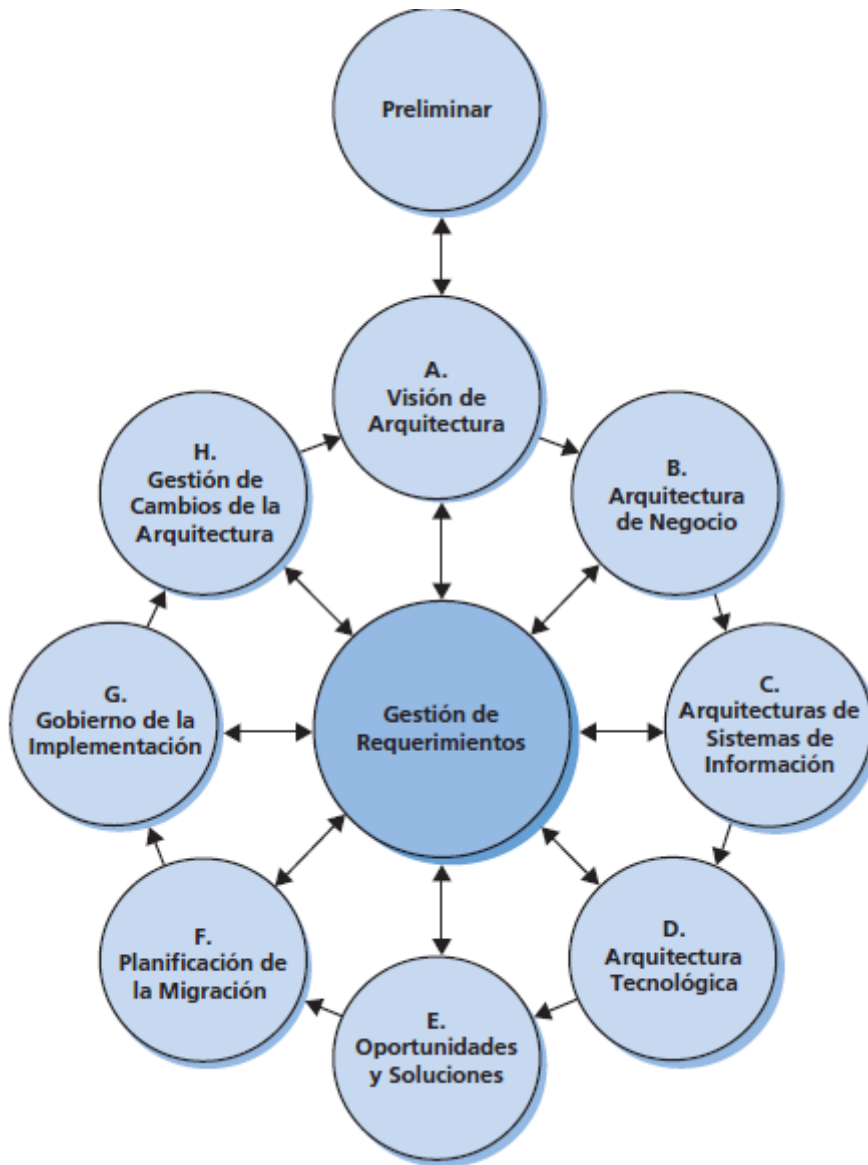 Preliminar
A.
Visión de
Arquitectura
B.
Arquitectura
de Negocio
C.
Arquitecturas de
Sistemas de
Información
D.
Arquitectura
Tecnológica
E.
Oportunidades
y Soluciones
F.
Planificación de
la Migración
G.
Gobierno de la
Implementación
H.
Gestión de
Cambios de la
Arquitectura
Gestión de
Requerimientos